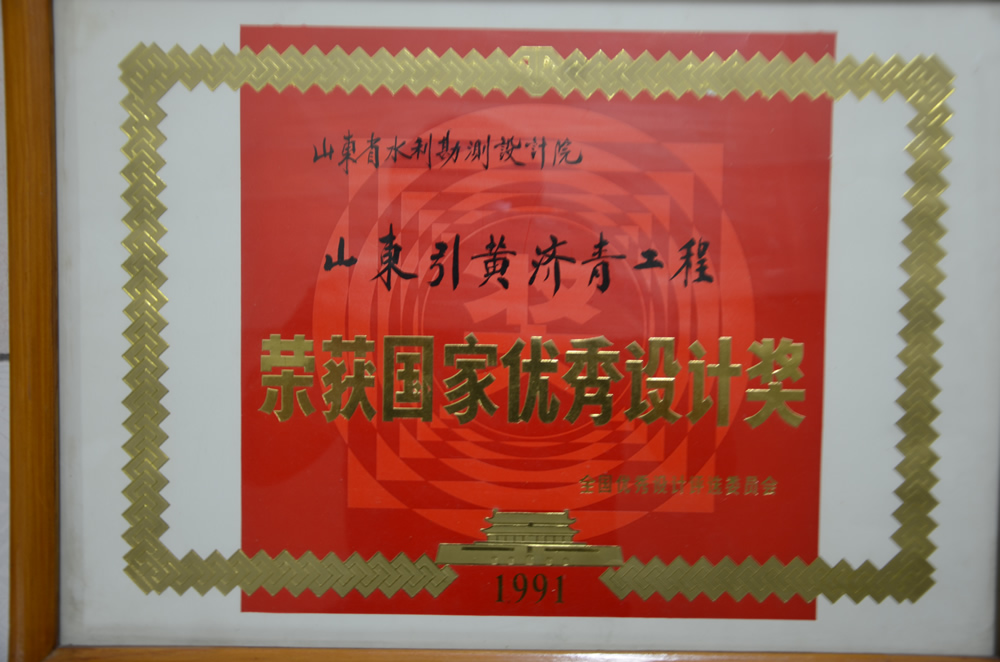 山東省水利勘測設计院
山東引黄济青工程
荣获国家优秀设计奖
全国优秀设计评选委员会
1991